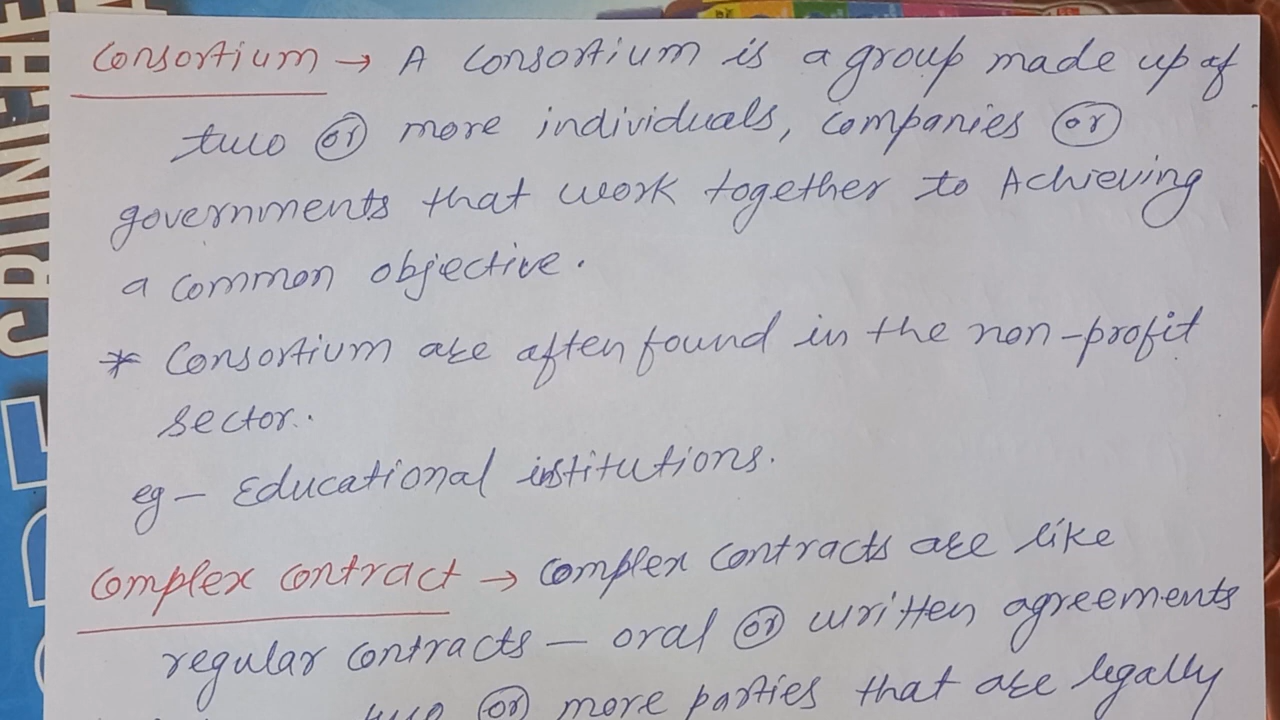 Consortium → A Consortium is a group made up of
two or more individuals, Companies or
governments that work together to Achieving
a common objective.
* Consortium are often found in the non-profit
sector.
eg - Educational institutions.
Complex contract → Complex contracts are like
regular contracts - oral or written agreements
two or more parties that are legally